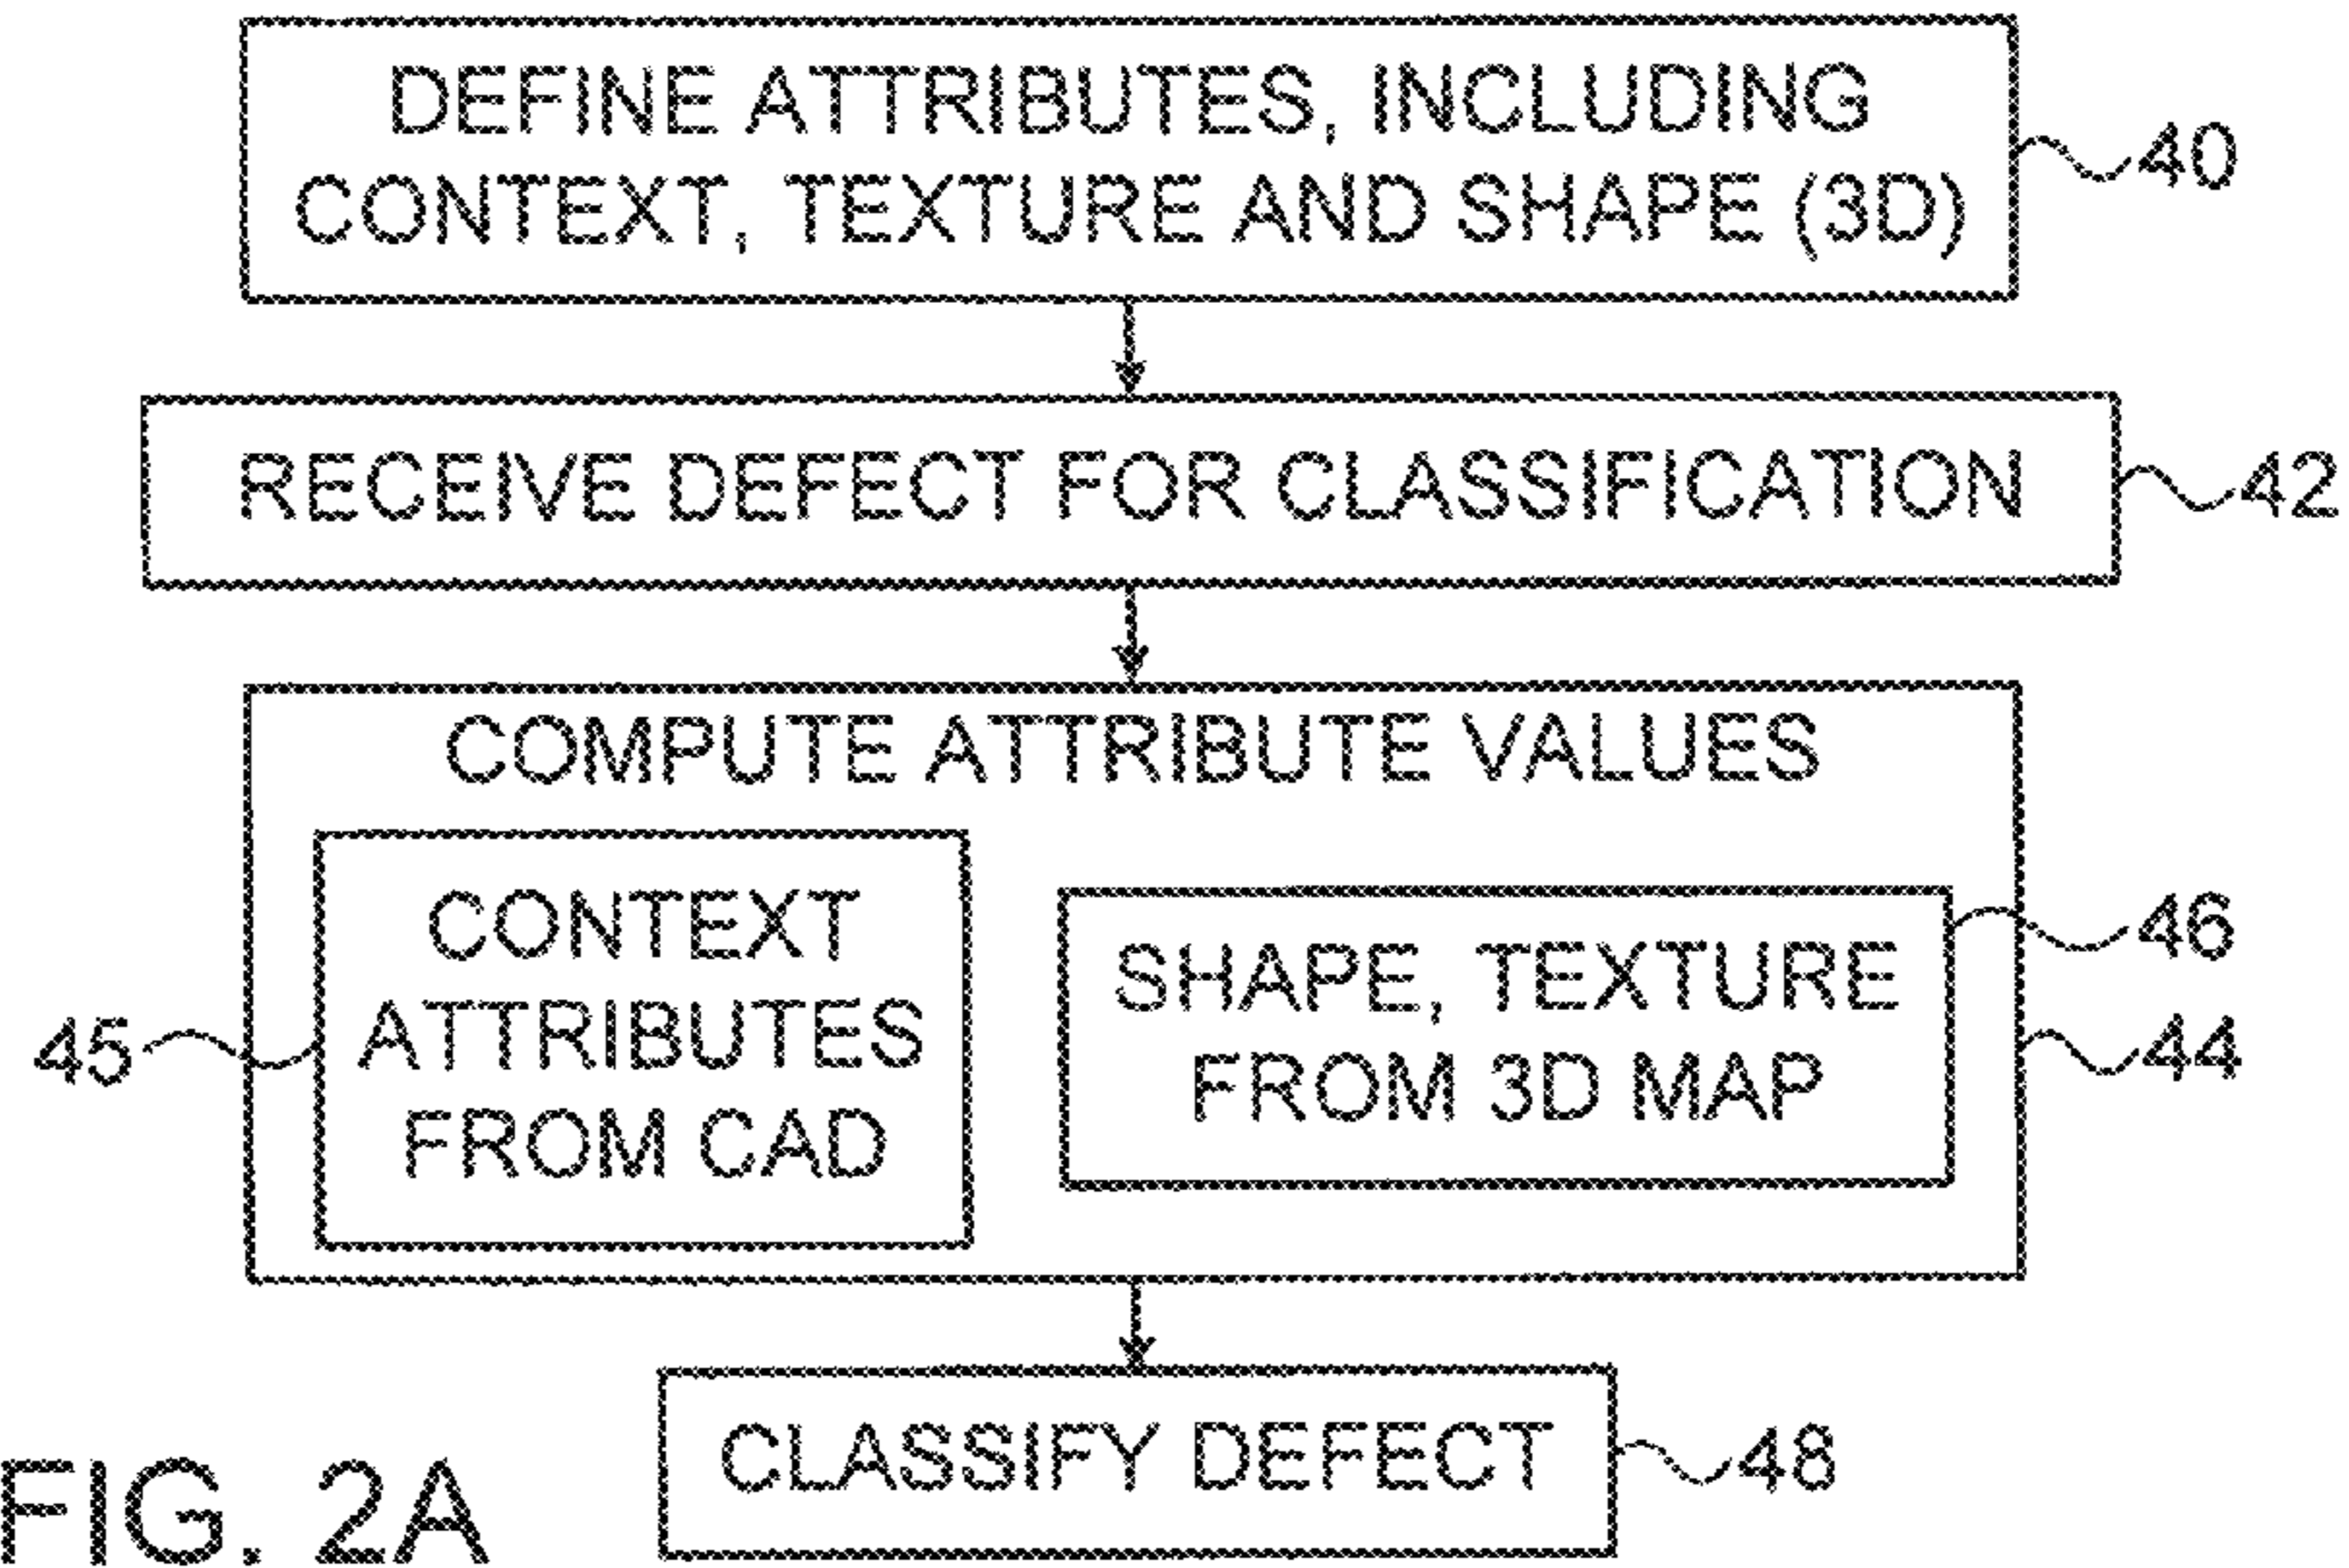 DEFINE ATTRIBUTES, INCLUDING
CONTEXT, TEXTURE AND SHAPE (3D)
40
RECEIVE DEFECT FOR CLASSIFICATION
42
COMPUTE ATTRIBUTE VALUES
CONTEXT
ATTRIBUTES
FROM CAD
45
SHAPE, TEXTURE
FROM 3D MAP
46
44
CLASSIFY DEFECT
48
FIG. 2A